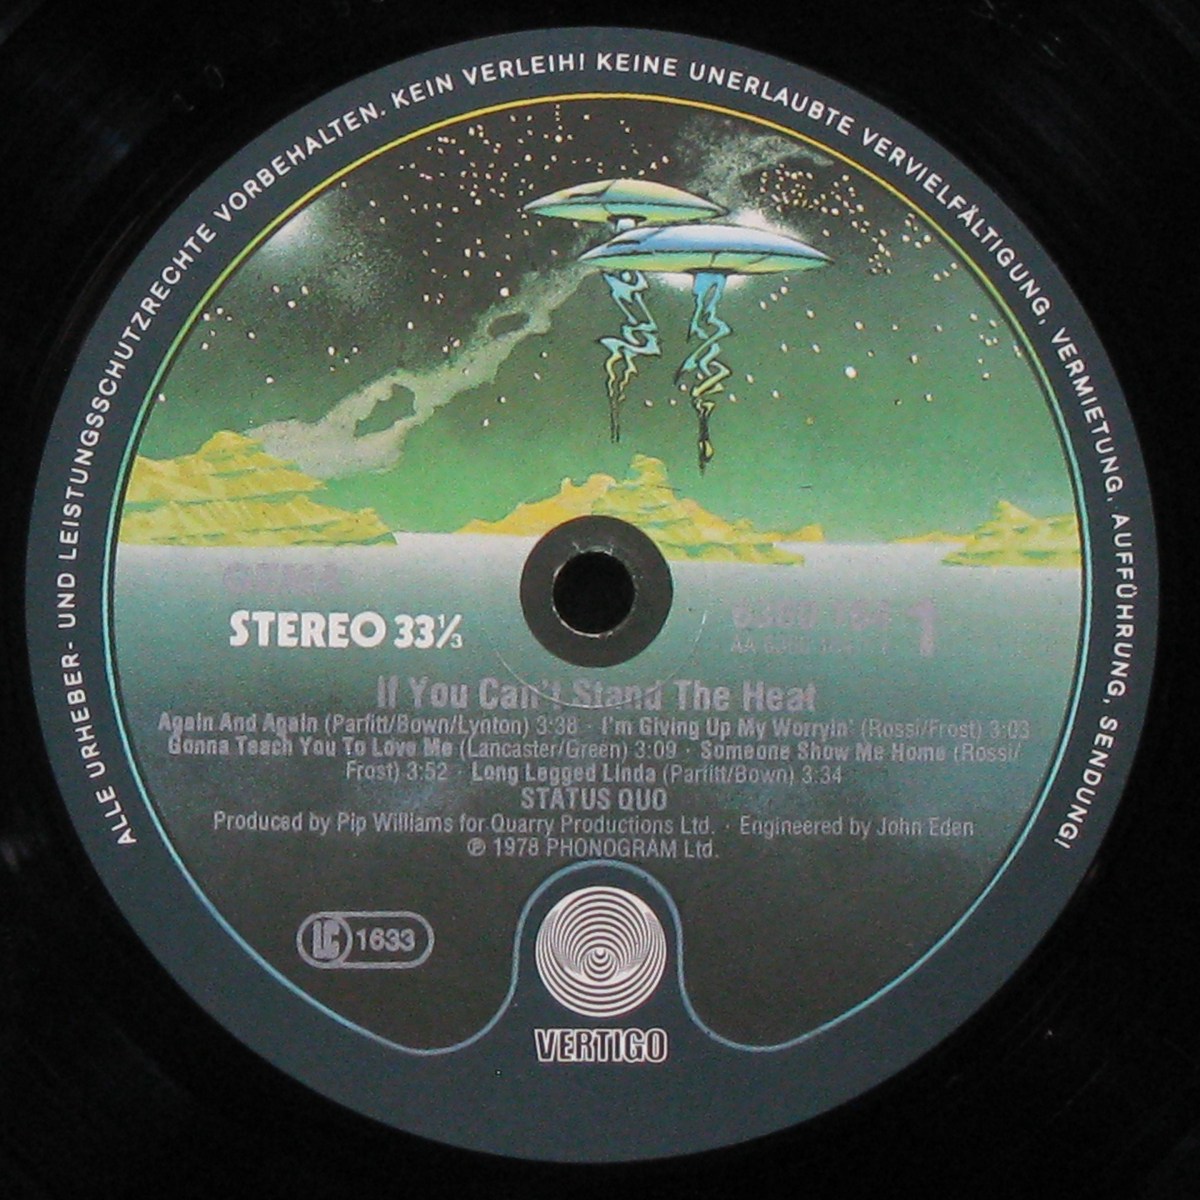 ALLE URHEBER- UND LEISTUNGSSCHUTZRECHTE VORBEHALTEN. KEIN VERLEIH! KEINE UNERLAUBTE VERVIELFÄLTIGUNG, VERMIETUNG, AUFFÜHRUNG, SENDUNG!
STEREO 33⅓
1
If You Can't Stand The Heat
Again And Again (Parfitt/Bown/Lynton) 3:38 · I'm Giving Up My Worryin' (Rossi/Frost) 3:03
Gonna Teach You To Love Me (Lancaster/Green) 3:09 · Someone Show Me Home (Rossi/
Frost) 3:52 · Long Legged Linda (Parfitt/Bown) 3:34
STATUS QUO
Produced by Pip Williams for Quarry Productions Ltd. · Engineered by John Eden
℗ 1978 PHONOGRAM Ltd.
LC 1633
VERTIGO